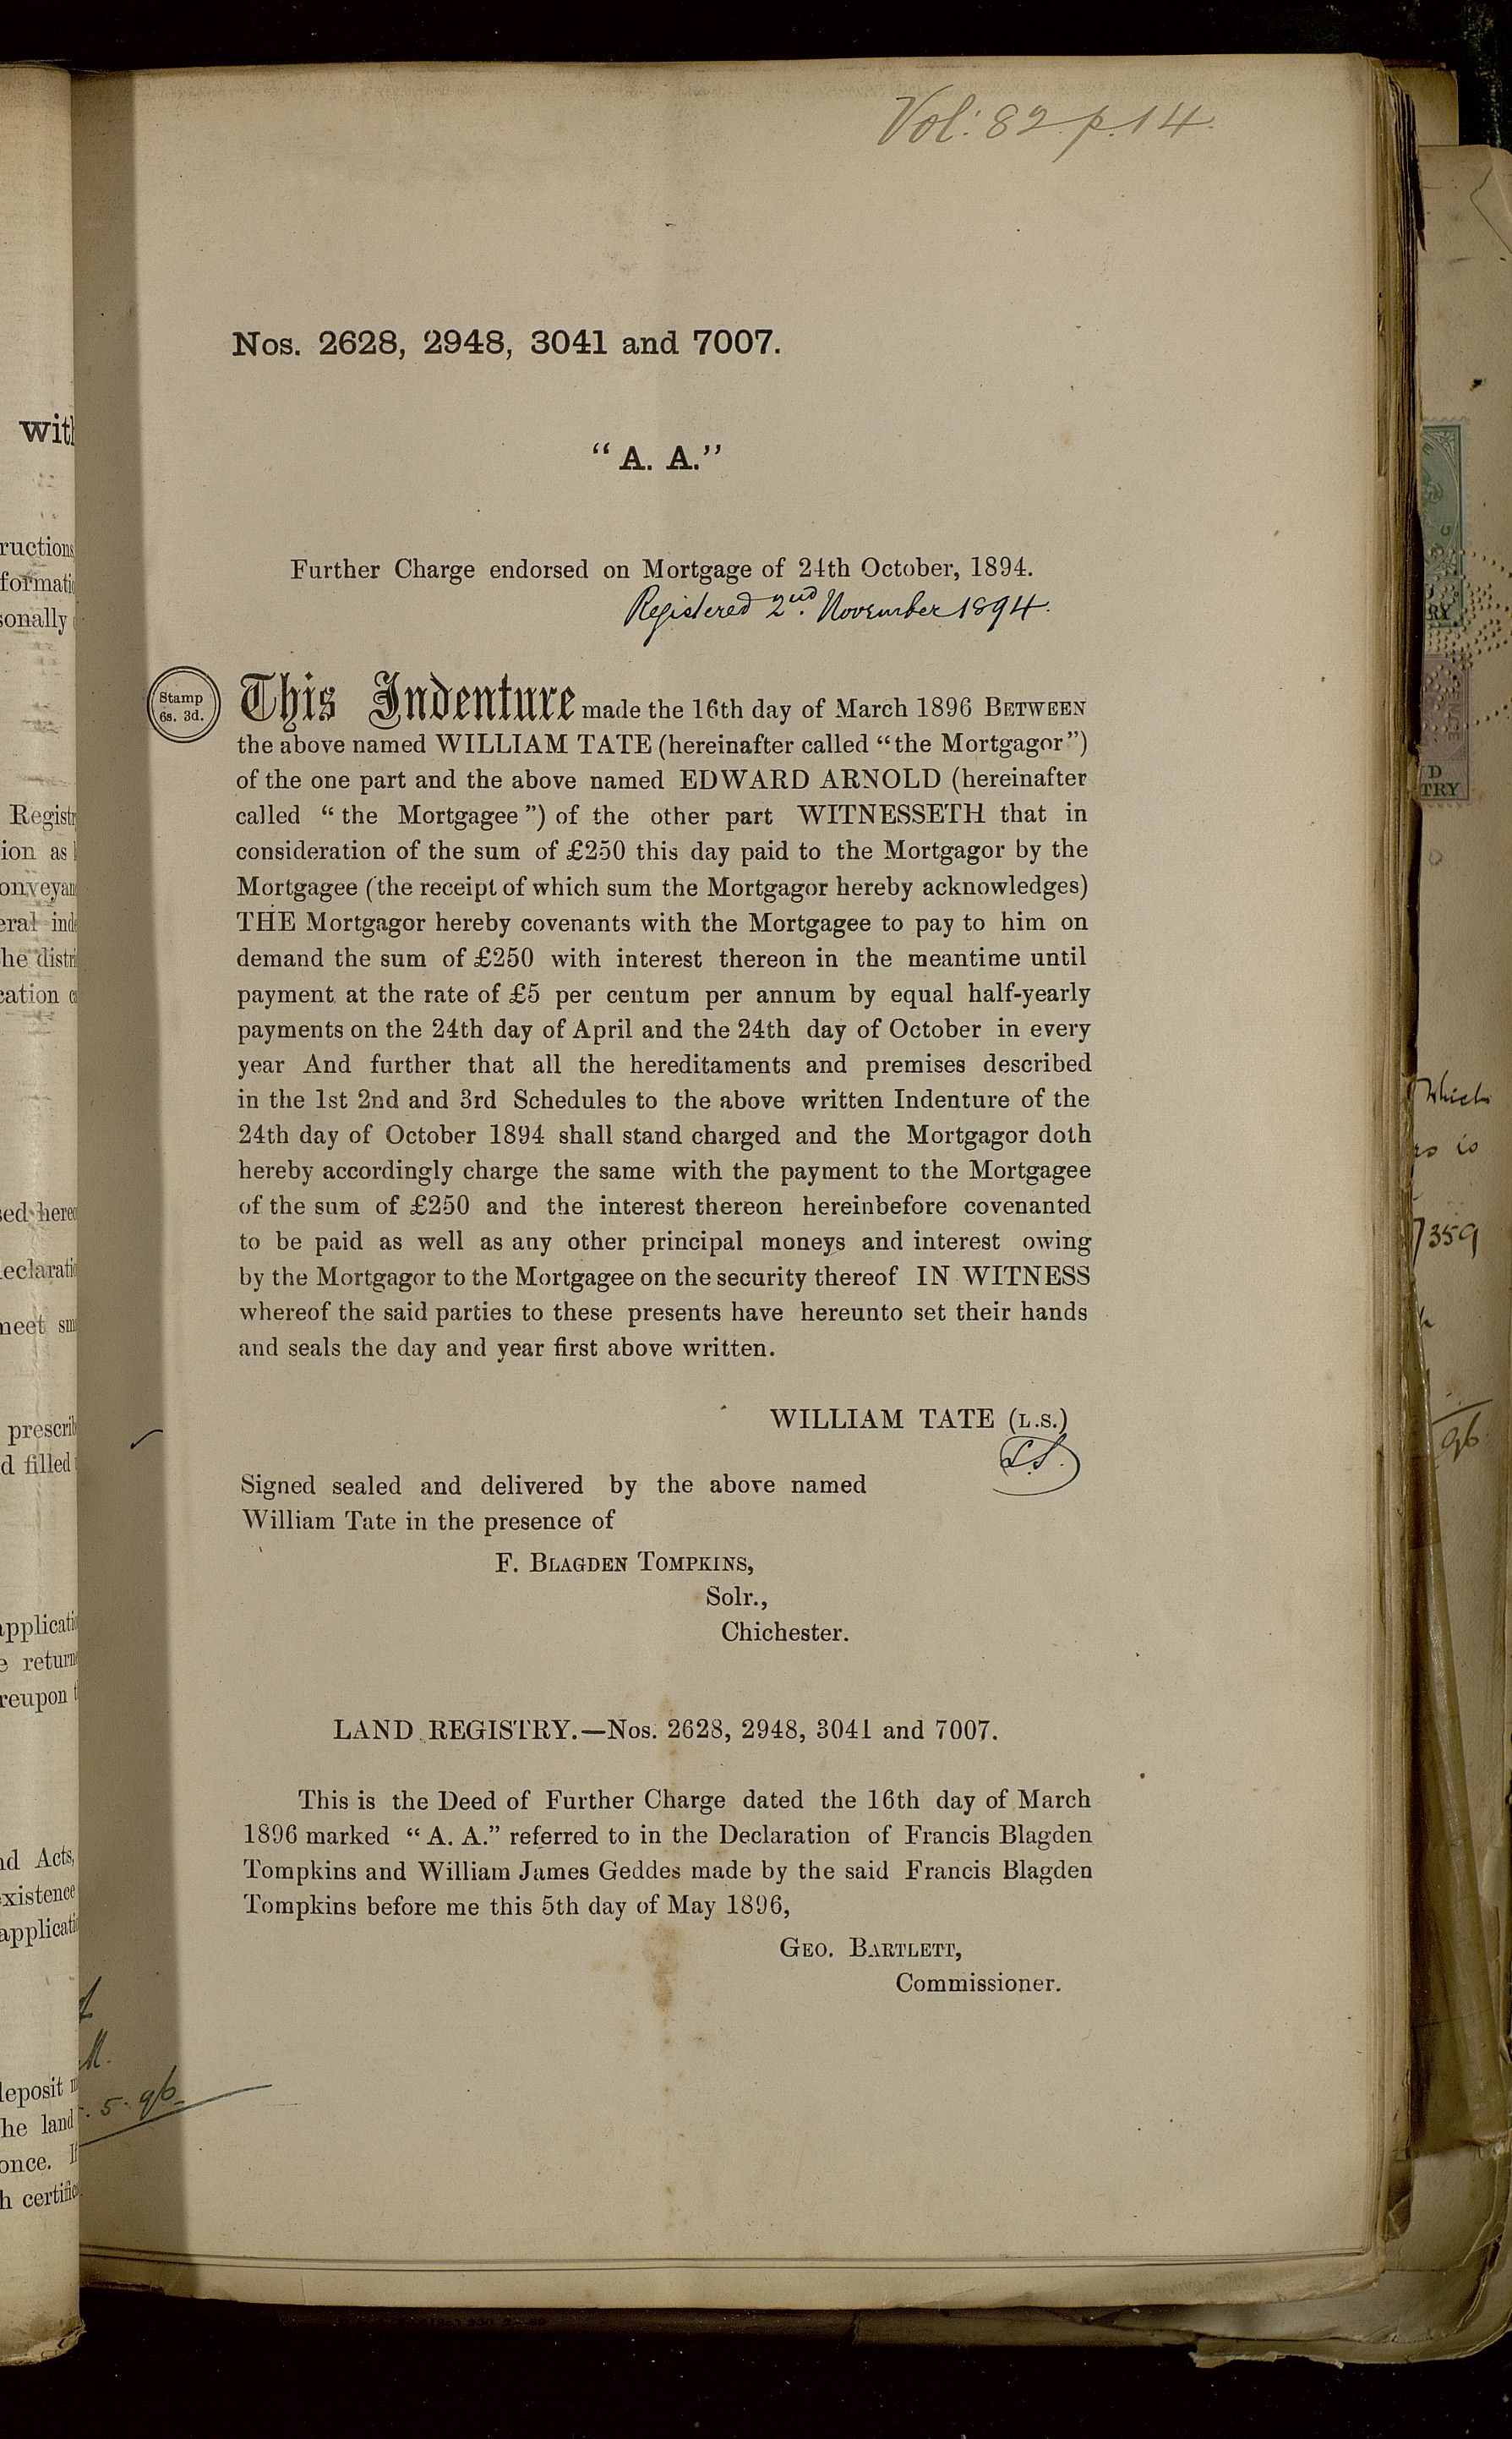 Vol: 82. p. 14.
Nos. 2628, 2948, 3041 and 7007.
“A. A.”
Further Charge endorsed on Mortgage of 24th October, 1894.
Registered 2nd. November 1894.
Stamp
6s. 3d.
This Indenture made the 16th day of March 1896 BETWEEN
the above named WILLIAM TATE (hereinafter called “the Mortgagor”)
of the one part and the above named EDWARD ARNOLD (hereinafter
called “the Mortgagee”) of the other part WITNESSETH that in
consideration of the sum of £250 this day paid to the Mortgagor by the
Mortgagee (the receipt of which sum the Mortgagor hereby acknowledges)
THE Mortgagor hereby covenants with the Mortgagee to pay to him on
demand the sum of £250 with interest thereon in the meantime until
payment at the rate of £5 per centum per annum by equal half-yearly
payments on the 24th day of April and the 24th day of October in every
year And further that all the hereditaments and premises described
in the 1st 2nd and 3rd Schedules to the above written Indenture of the
24th day of October 1894 shall stand charged and the Mortgagor doth
hereby accordingly charge the same with the payment to the Mortgagee
of the sum of £250 and the interest thereon hereinbefore covenanted
to be paid as well as any other principal moneys and interest owing
by the Mortgagor to the Mortgagee on the security thereof IN WITNESS
whereof the said parties to these presents have hereunto set their hands
and seals the day and year first above written.
WILLIAM TATE (L.S.)
L.S.
Signed sealed and delivered by the above named
William Tate in the presence of
F. BLAGDEN TOMPKINS,
Solr.,
Chichester.
LAND REGISTRY.—Nos. 2628, 2948, 3041 and 7007.
This is the Deed of Further Charge dated the 16th day of March
1896 marked “A. A.” referred to in the Declaration of Francis Blagden
Tompkins and William James Geddes made by the said Francis Blagden
Tompkins before me this 5th day of May 1896,
GEO. BARTLETT,
Commissioner.